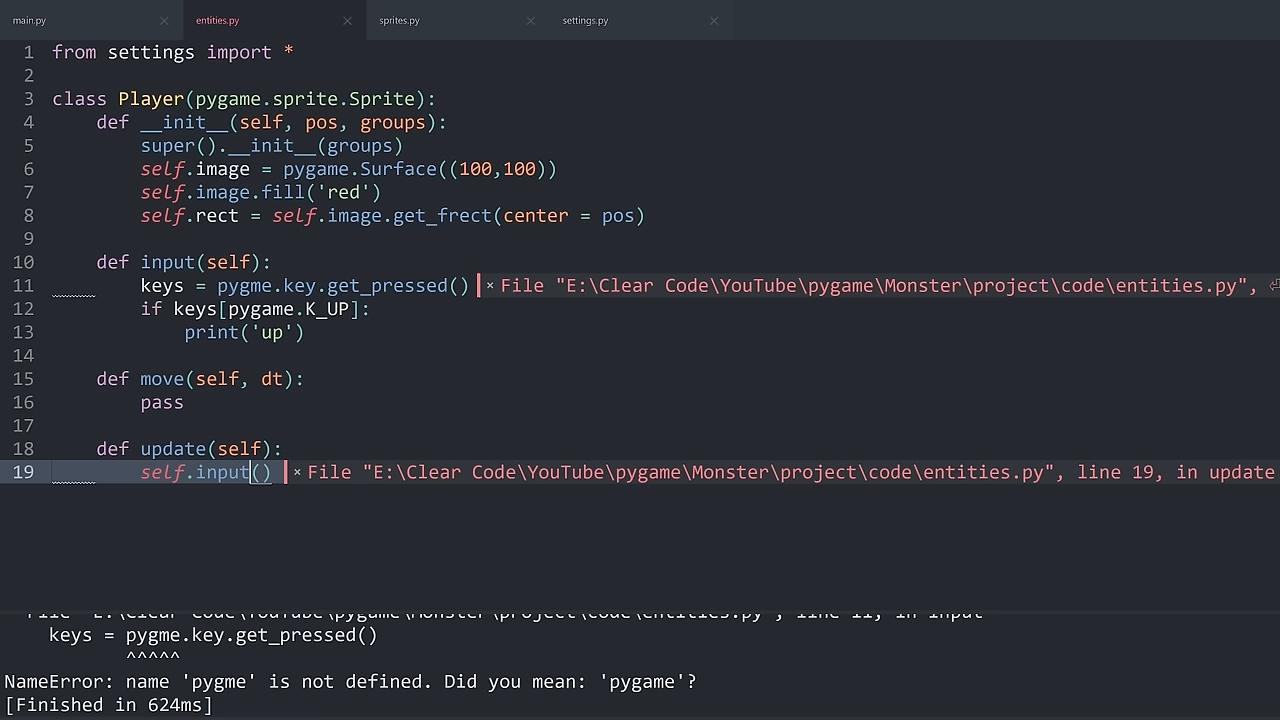 main.py × entities.py × sprites.py × settings.py ×
1 from settings import *
2
3 class Player(pygame.sprite.Sprite):
4     def __init__(self, pos, groups):
5         super().__init__(groups)
6         self.image = pygame.Surface((100,100))
7         self.image.fill('red')
8         self.rect = self.image.get_frect(center = pos)
9
10     def input(self):
11         keys = pygme.key.get_pressed() × File "E:\Clear Code\YouTube\pygame\Monster\project\code\entities.py",
12         if keys[pygame.K_UP]:
13             print('up')
14
15     def move(self, dt):
16         pass
17
18     def update(self):
19         self.input() × File "E:\Clear Code\YouTube\pygame\Monster\project\code\entities.py", line 19, in update
File "E:\Clear Code\YouTube\pygame\Monster\project\code\entities.py", line 11, in input
    keys = pygme.key.get_pressed()
           ^^^^^
NameError: name 'pygme' is not defined. Did you mean: 'pygame'?
[Finished in 624ms]